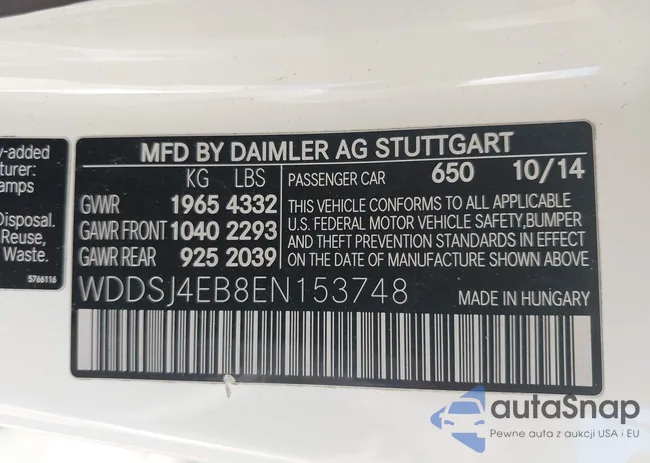 y-added
turer:
amps
Disposal.
Reuse,
Waste.
5766116
MFD BY DAIMLER AG STUTTGART
KG LBS
GVWR 1965 4332
GAWR FRONT 1040 2293
GAWR REAR 925 2039
PASSENGER CAR 650 10/14
THIS VEHICLE CONFORMS TO ALL APPLICABLE
U.S. FEDERAL MOTOR VEHICLE SAFETY,BUMPER
AND THEFT PREVENTION STANDARDS IN EFFECT
ON THE DATE OF MANUFACTURE SHOWN ABOVE
WDDSJ4EB8EN153748 MADE IN HUNGARY
autaSnap
Pewne auta z aukcji USA i EU